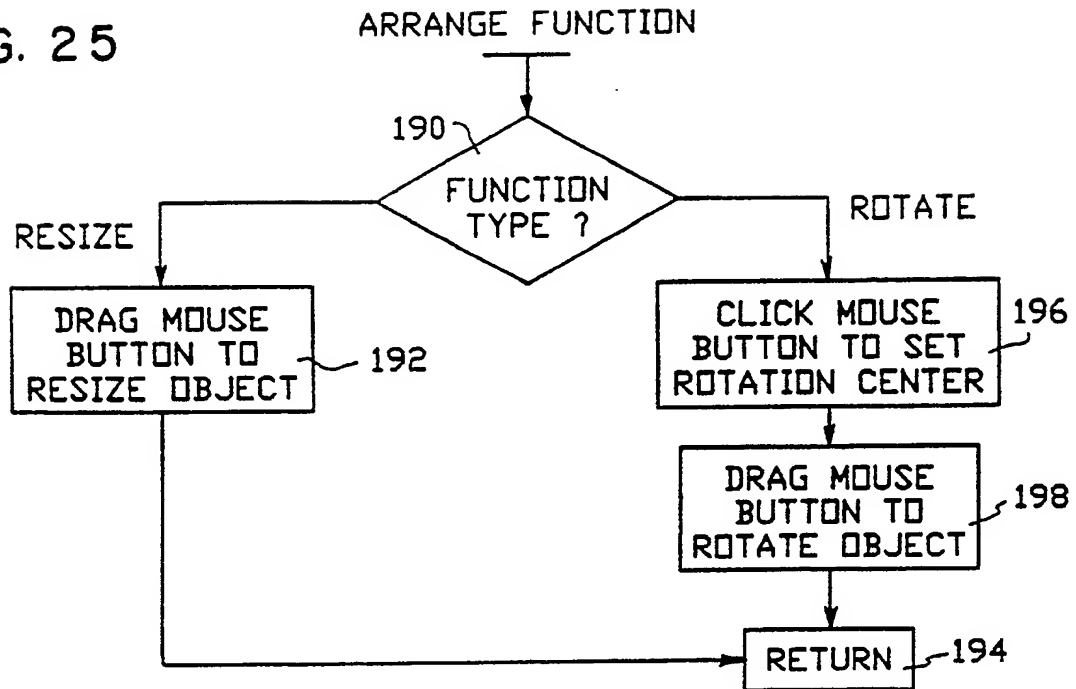 G. 25
ARRANGE FUNCTION
190
FUNCTION
TYPE ?
RESIZE
ROTATE
DRAG MOUSE
BUTTON TO
RESIZE OBJECT
192
CLICK MOUSE
BUTTON TO SET
ROTATION CENTER
196
DRAG MOUSE
BUTTON TO
ROTATE OBJECT
198
RETURN
194